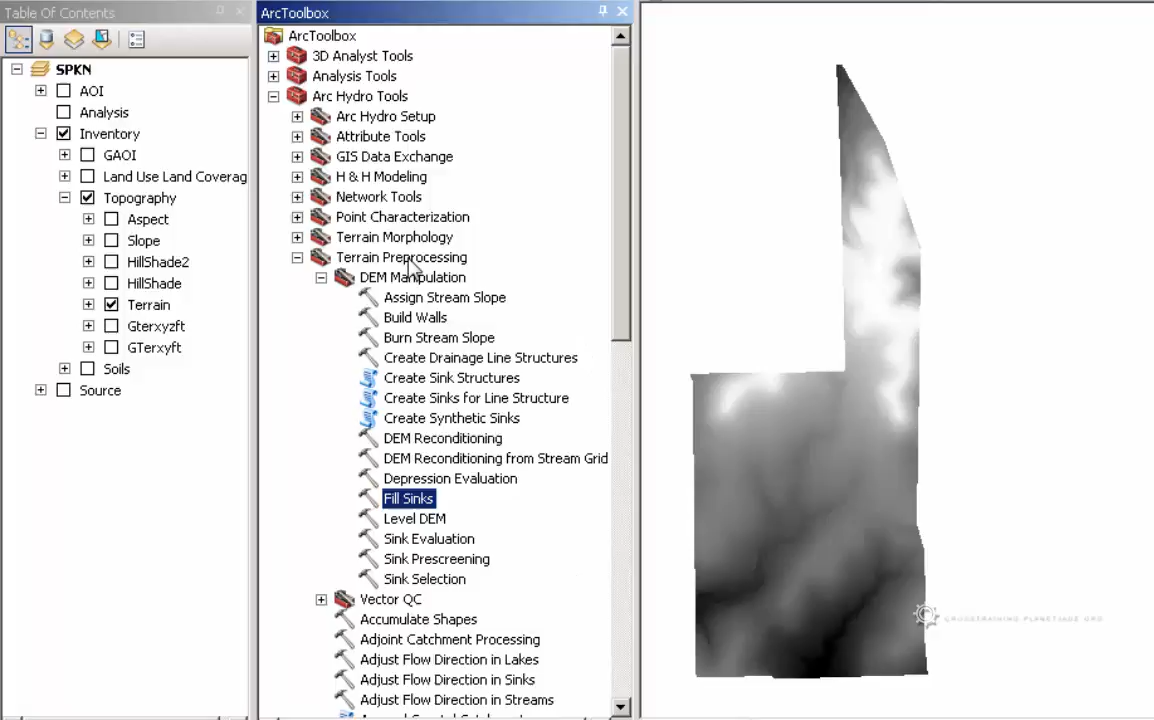 Table Of Contents
SPKN
AOI
Analysis
Inventory
GAOI
Land Use Land Coverag
Topography
Aspect
Slope
HillShade2
HillShade
Terrain
Gterxyzft
GTerxyft
Soils
Source
ArcToolbox
ArcToolbox
3D Analyst Tools
Analysis Tools
Arc Hydro Tools
Arc Hydro Setup
Attribute Tools
GIS Data Exchange
H & H Modeling
Network Tools
Point Characterization
Terrain Morphology
Terrain Preprocessing
DEM Manipulation
Assign Stream Slope
Build Walls
Burn Stream Slope
Create Drainage Line Structures
Create Sink Structures
Create Sinks for Line Structure
Create Synthetic Sinks
DEM Reconditioning
DEM Reconditioning from Stream Grid
Depression Evaluation
Fill Sinks
Level DEM
Sink Evaluation
Sink Prescreening
Sink Selection
Vector QC
Accumulate Shapes
Adjoint Catchment Processing
Adjust Flow Direction in Lakes
Adjust Flow Direction in Sinks
Adjust Flow Direction in Streams